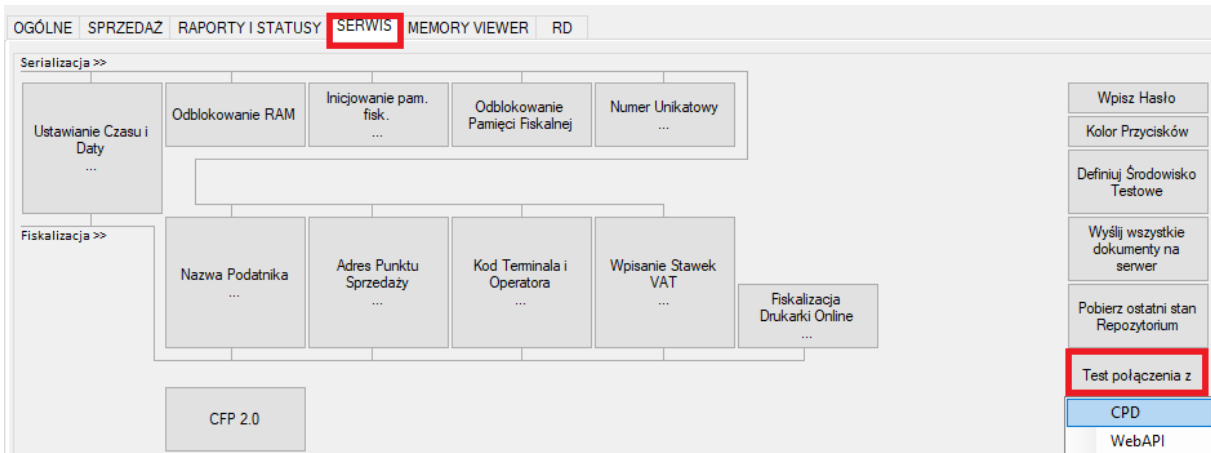 OGÓLNE SPRZEDAŻ RAPORTY I STATUSY SERWIS MEMORY VIEWER RD
Serializacja >>
Ustawianie Czasu i
Daty
...
Odblokowanie RAM
Inicjowanie pam.
fisk.
...
Odblokowanie
Pamięci Fiskalnej
Numer Unikatowy
...
Fiskalizacja >>
Nazwa Podatnika
...
Adres Punktu
Sprzedaży
...
Kod Terminala i
Operatora
...
Wpisanie Stawek
VAT
...
Fiskalizacja
Drukarki Online
...
CFP 2.0
Wpisz Hasło
Kolor Przycisków
Definiuj Środowisko
Testowe
Wyślij wszystkie
dokumenty na
serwer
Pobierz ostatni stan
Repozytorium
Test połączenia z
CPD
WebAPI